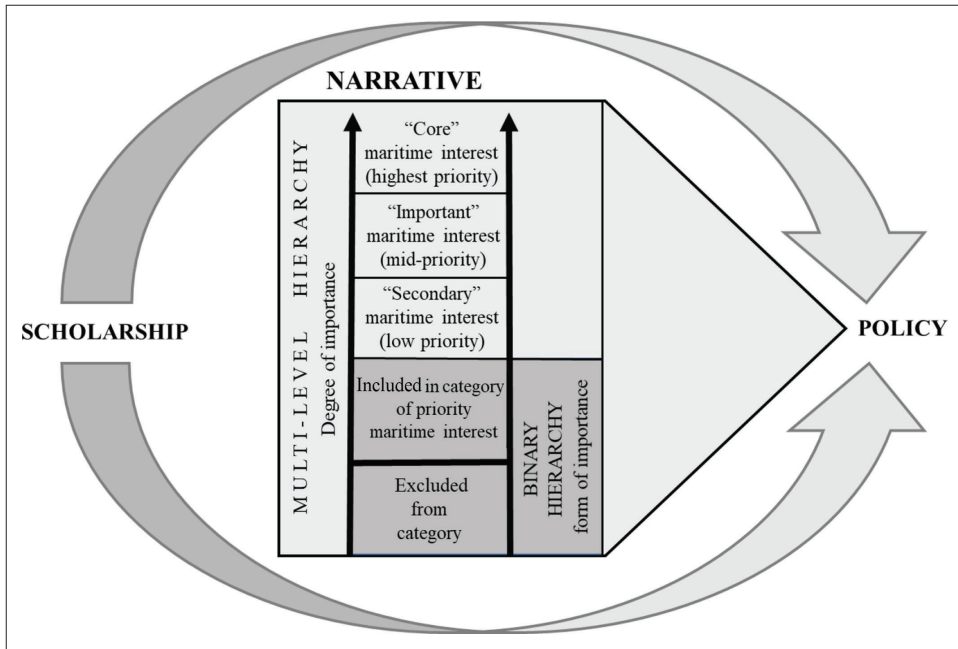 NARRATIVE
SCHOLARSHIP
MULTI-LEVEL HIERARCHY
Degree of importance
“Core”
maritime interest
(highest priority)
“Important”
maritime interest
(mid-priority)
“Secondary”
maritime interest
(low priority)
Included in category
of priority
maritime interest
Excluded
from
category
BINARY
HIERARCHY
form of importance
POLICY